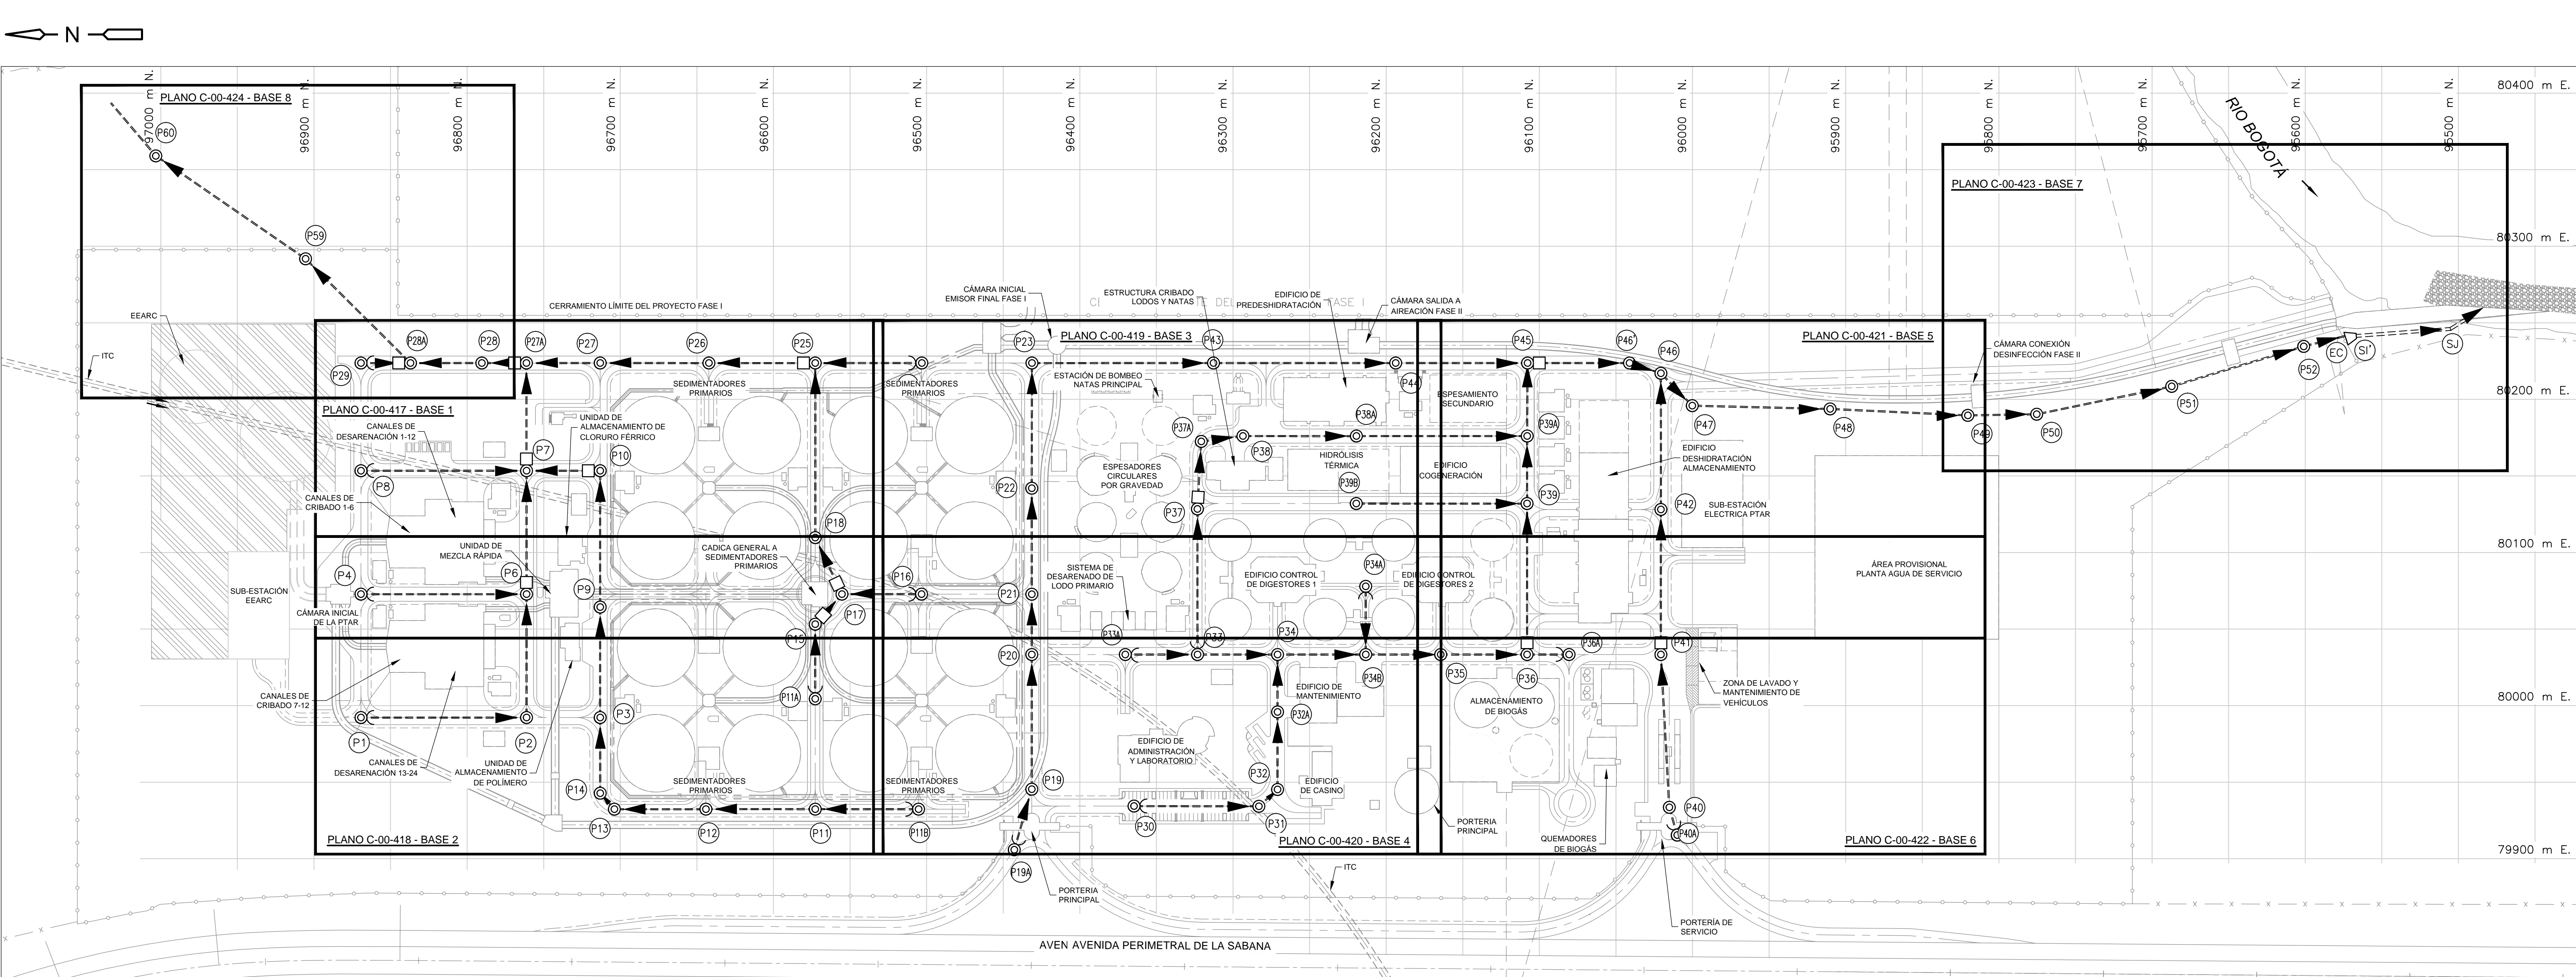 N
97000 m N.
96900 m N.
96800 m N.
96700 m N.
96600 m N.
96500 m N.
96400 m N.
96300 m N.
96200 m N.
96100 m N.
96000 m N.
95900 m N.
95800 m N.
95700 m N.
95600 m N.
95500 m N.
80400 m E.
80300 m E.
80200 m E.
80100 m E.
80000 m E.
79900 m E.
RIO BOGOTÁ
PLANO C-00-424 - BASE 8
P60
P59
EEARC
ITC
PLANO C-00-423 - BASE 7
CERRAMIENTO LÍMITE DEL PROYECTO FASE I
CÁMARA INICIAL
EMISOR FINAL FASE I
ESTRUCTURA CRIBADO
LODOS Y NATAS
EDIFICIO DE
PREDESHIDRATACIÓN
CÁMARA SALIDA A
AIREACIÓN FASE II
PLANO C-00-419 - BASE 3
PLANO C-00-421 - BASE 5
CÁMARA CONEXIÓN
DESINFECCIÓN FASE II
P29
P28A
P28
P27A
P27
P26
P25
P23
P43
P44
P45
P46'
P46
P47
P48
P49
P50
P51
P52
EC
SI'
SJ
PLANO C-00-417 - BASE 1
CANALES DE
DESARENACIÓN 1-12
UNIDAD DE
ALMACENAMIENTO DE
CLORURO FÉRRICO
SEDIMENTADORES
PRIMARIOS
SEDIMENTADORES
PRIMARIOS
ESTACIÓN DE BOMBEO
NATAS PRINCIPAL
ESPESAMIENTO
SECUNDARIO
P37A
P38
P38A
P39A
P7
P10
P8
CANALES DE
CRIBADO 1-6
ESPESADORES
CIRCULARES
POR GRAVEDAD
HIDRÓLISIS
TÉRMICA
EDIFICIO
COGENERACIÓN
EDIFICIO
DESHIDRATACIÓN
ALMACENAMIENTO
P22
P37
P39B
P39
P42
SUB-ESTACIÓN
ELECTRICA PTAR
P18
UNIDAD DE
MEZCLA RÁPIDA
CADICA GENERAL A
SEDIMENTADORES
PRIMARIOS
SISTEMA DE
DESARENADO DE
LODO PRIMARIO
EDIFICIO CONTROL
DE DIGESTORES 1
EDIFICIO CONTROL
DE DIGESTORES 2
ÁREA PROVISIONAL
PLANTA AGUA DE SERVICIO
P4
P6
P9
P16
P17
P15
P21
P34A
SUB-ESTACIÓN
EEARC
CÁMARA INICIAL
DE LA PTAR
P33A
P33
P34
P34B
P35
P36
P36A
P41
P20
P11A
CANALES DE
CRIBADO 7-12
EDIFICIO DE
MANTENIMIENTO
ALMACENAMIENTO
DE BIOGÁS
ZONA DE LAVADO Y
MANTENIMIENTO DE
VEHÍCULOS
P1
P2
P3
P32A
CANALES DE
DESARENACIÓN 13-24
UNIDAD DE
ALMACENAMIENTO
DE POLÍMERO
EDIFICIO DE
ADMINISTRACIÓN
Y LABORATORIO
P14
SEDIMENTADORES
PRIMARIOS
SEDIMENTADORES
PRIMARIOS
P19
P32
EDIFICIO
DE CASINO
P13
P12
P11
P11B
P30
P31
P40
P40A
PORTERIA
PRINCIPAL
QUEMADORES
DE BIOGÁS
PLANO C-00-418 - BASE 2
PLANO C-00-420 - BASE 4
PLANO C-00-422 - BASE 6
P19A
ITC
PORTERIA
PRINCIPAL
PORTERÍA DE
SERVICIO
AVEN AVENIDA PERIMETRAL DE LA SABANA